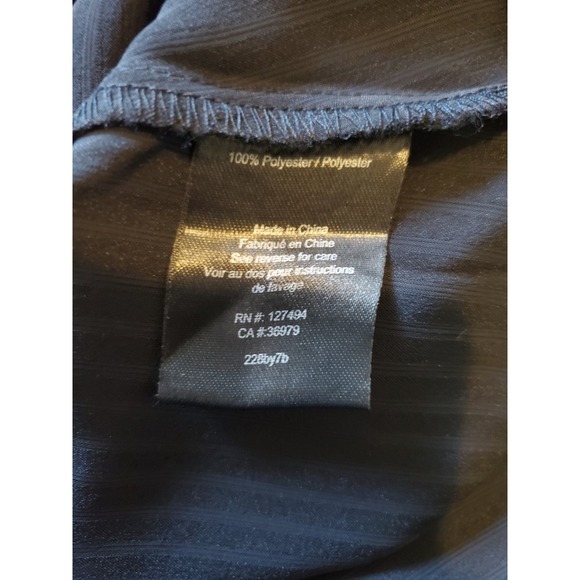 100% Polyester / Polyester
Made in China
Fabriqué en Chine
See reverse for care
Voir au dos pour instructions
de lavage
RN #: 127494
CA #:36979
228by7b